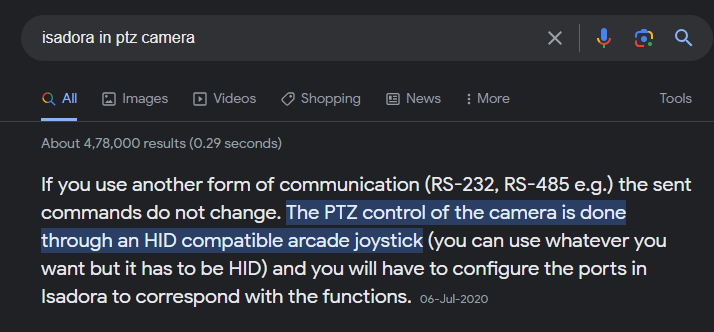 isadora in ptz camera
All Images Videos Shopping News More Tools
About 4,78,000 results (0.29 seconds)
If you use another form of communication (RS-232, RS-485 e.g.) the sent
commands do not change. The PTZ control of the camera is done
through an HID compatible arcade joystick (you can use whatever you
want but it has to be HID) and you will have to configure the ports in
Isadora to correspond with the functions. 06-Jul-2020